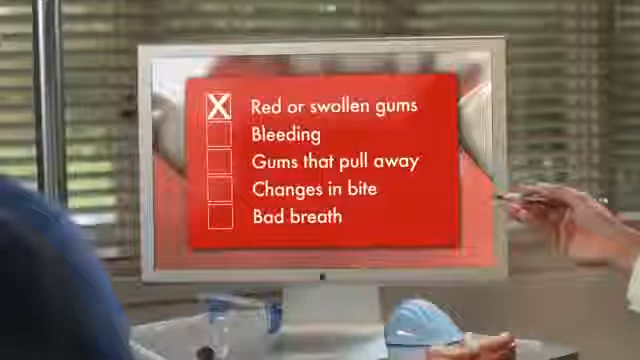 X Red or swollen gums
Bleeding
Gums that pull away
Changes in bite
Bad breath